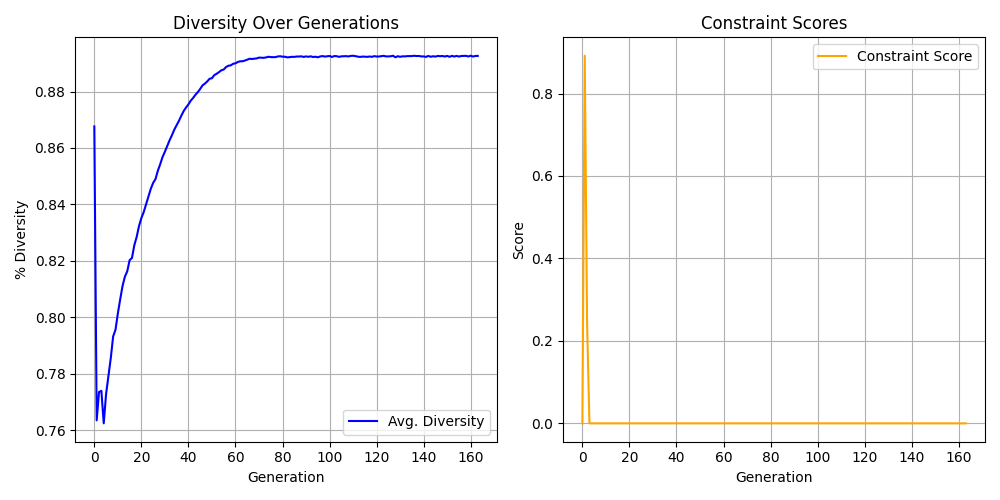 Diversity Over Generations
% Diversity
0.88
0.86
0.84
0.82
0.80
0.78
0.76
Avg. Diversity
0 20 40 60 80 100 120 140 160
Generation
Constraint Scores
Score
0.8
0.6
0.4
0.2
0.0
Constraint Score
0 20 40 60 80 100 120 140 160
Generation